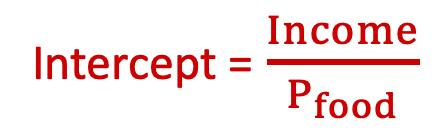 Intercept = Income / P_food